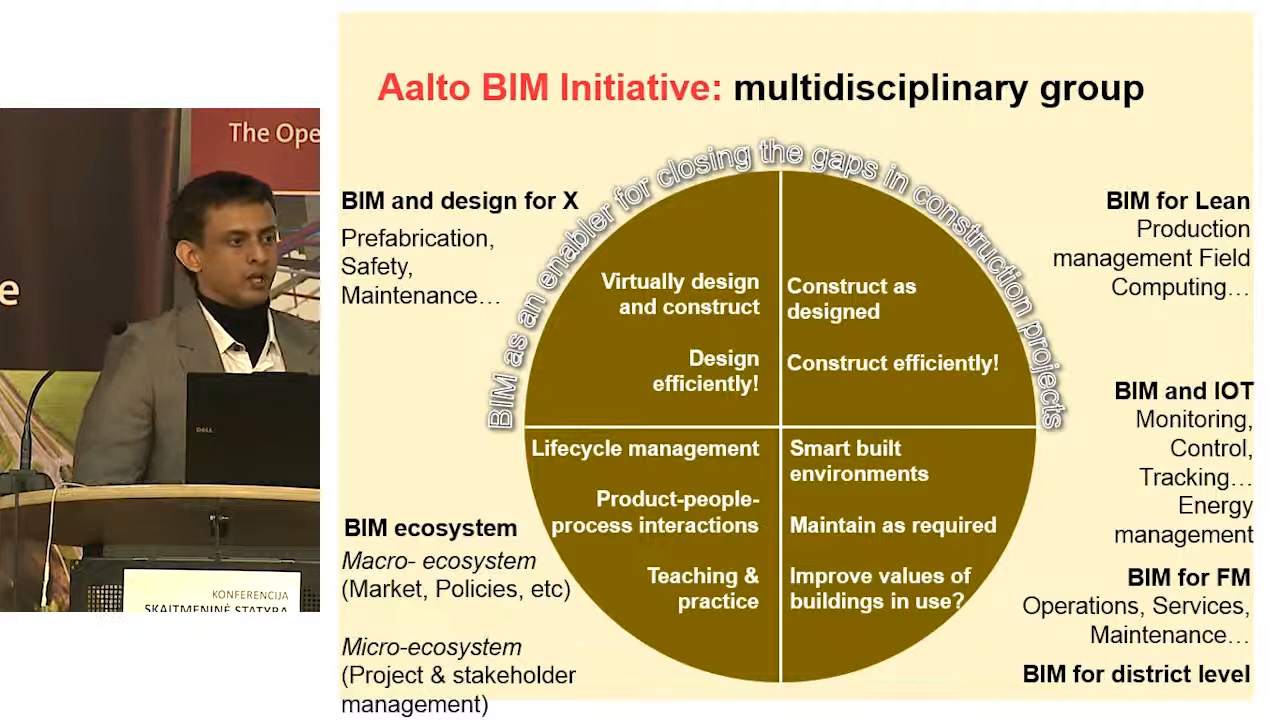 Aalto BIM Initiative: multidisciplinary group
BIM as an enabler for closing the gaps in construction projects
BIM and design for X
Prefabrication,
Safety,
Maintenance…
BIM ecosystem
Macro- ecosystem
(Market, Policies, etc)
Micro-ecosystem
(Project & stakeholder
management)
Virtually design
and construct
Design
efficiently!
Construct as
designed
Construct efficiently!
Lifecycle management
Product-people-
process interactions
Teaching &
practice
Smart built
environments
Maintain as required
Improve values of
buildings in use?
BIM for Lean
Production
management Field
Computing…
BIM and IOT
Monitoring,
Control,
Tracking…
Energy
management
BIM for FM
Operations, Services,
Maintenance…
BIM for district level
The Ope
e
DELL
KONFERENCIJA
SKAITMENINĖ STATYBA